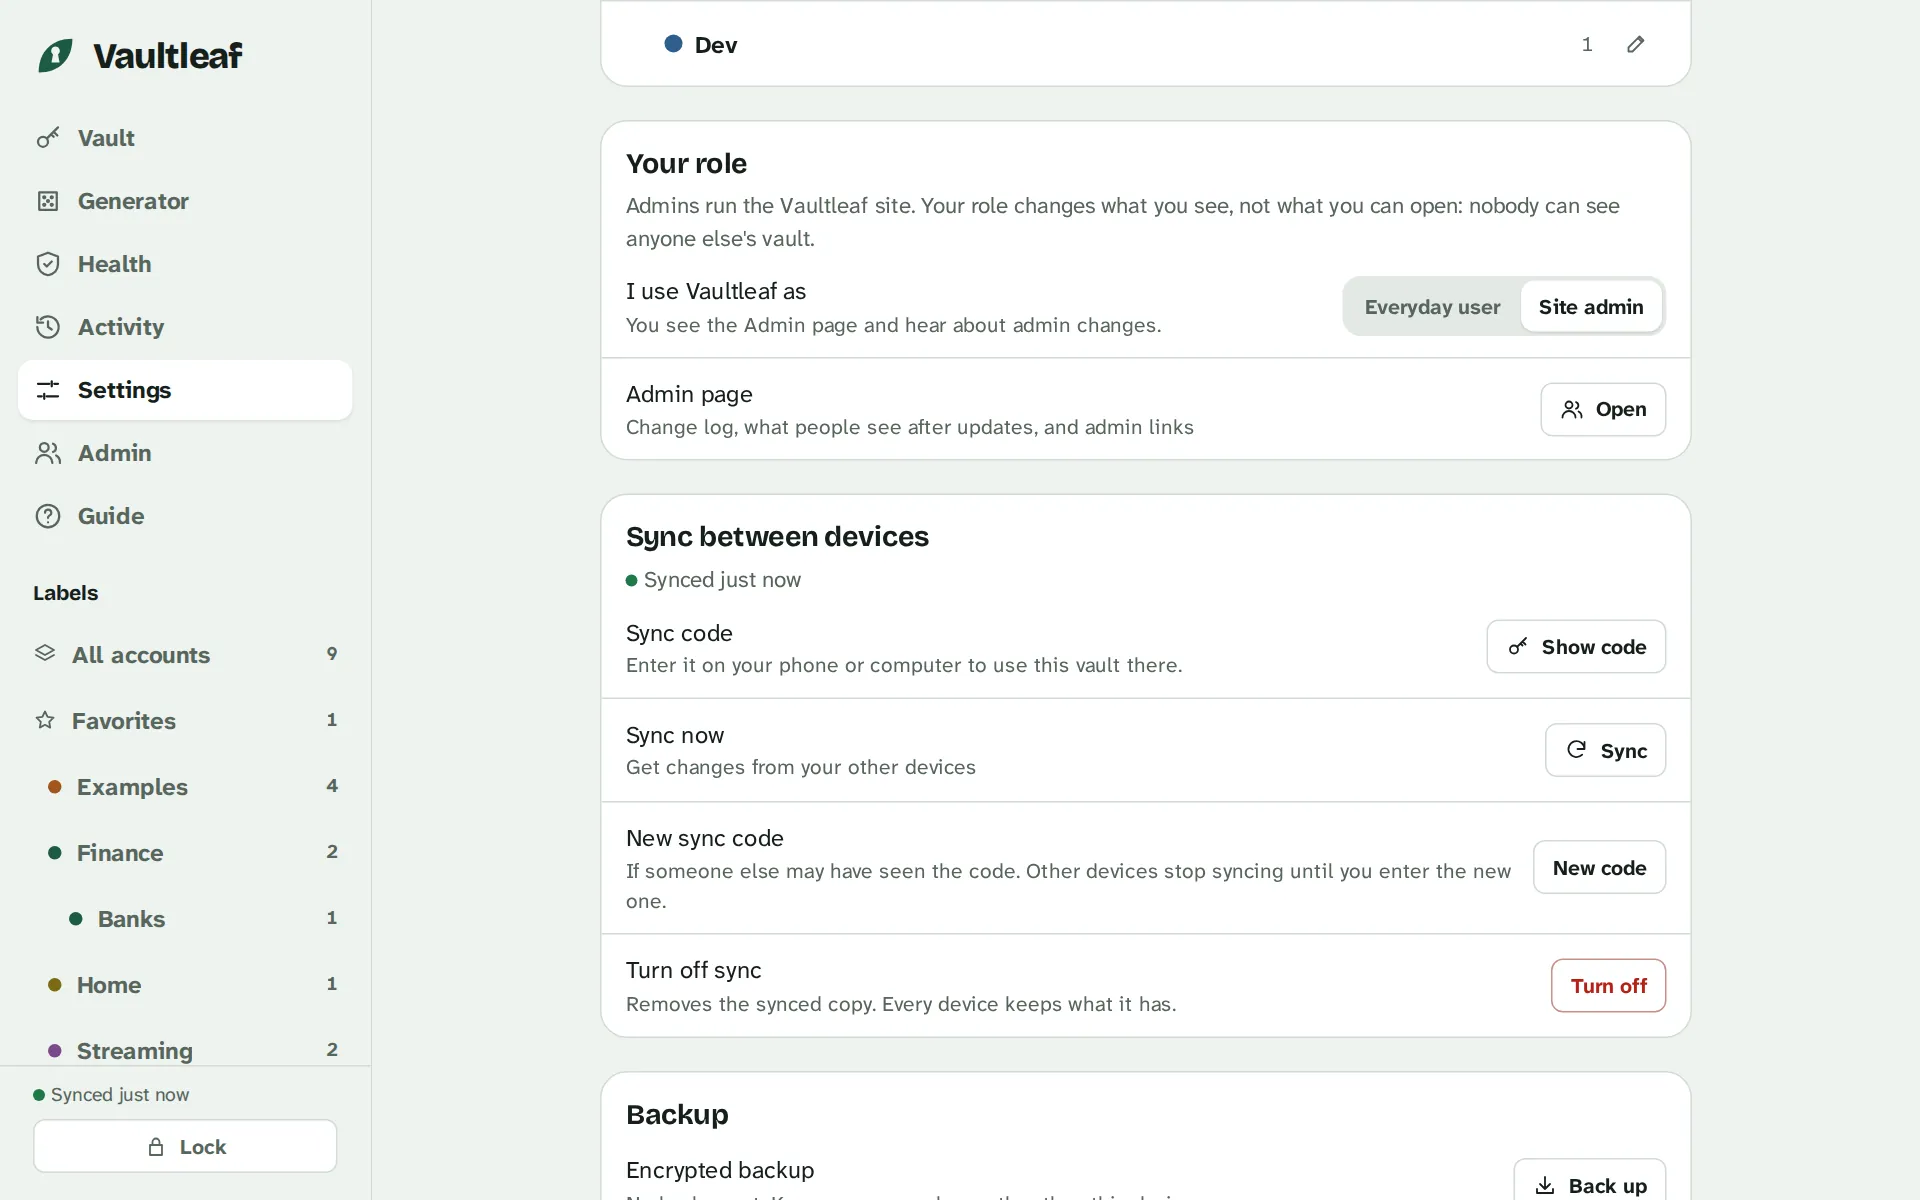 Vaultleaf
Vault
Generator
Health
Activity
Settings
Admin
Guide
Labels
All accounts 9
Favorites 1
Examples 4
Finance 2
Banks 1
Home 1
Streaming 2
Synced just now
Lock
Dev 1
Your role
Admins run the Vaultleaf site. Your role changes what you see, not what you can open: nobody can see
anyone else's vault.
I use Vaultleaf as
You see the Admin page and hear about admin changes.
Everyday user Site admin
Admin page
Change log, what people see after updates, and admin links
Open
Sync between devices
Synced just now
Sync code
Enter it on your phone or computer to use this vault there.
Show code
Sync now
Get changes from your other devices
Sync
New sync code
If someone else may have seen the code. Other devices stop syncing until you enter the new
one.
New code
Turn off sync
Removes the synced copy. Every device keeps what it has.
Turn off
Backup
Encrypted backup
Back up